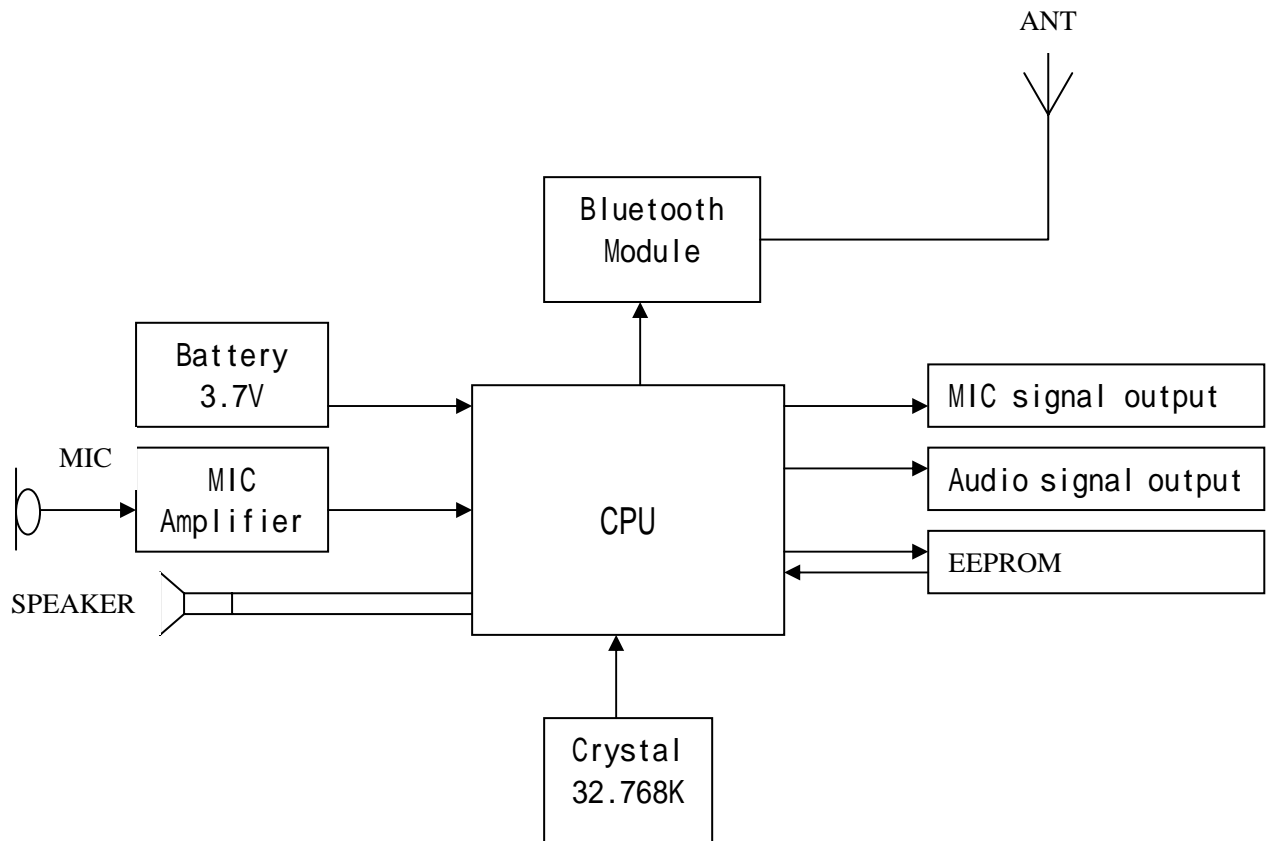 ANT
Bluetooth
Module
Battery
3.7V
MIC signal output
MIC
MIC
Amplifier
Audio signal output
CPU
EEPROM
SPEAKER
Crystal
32.768K